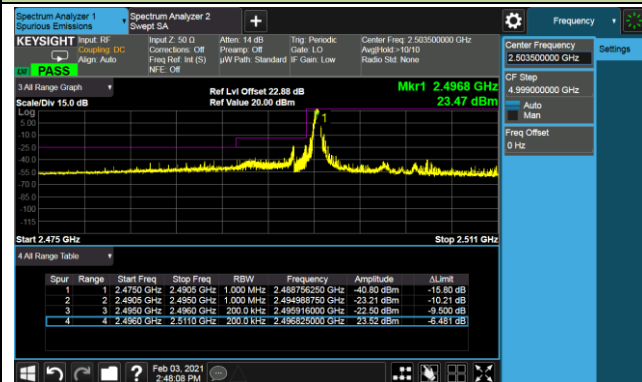 Spectrum Analyzer 1
Spurious Emissions
Spectrum Analyzer 2
Swept SA
Frequency
KEYSIGHT
Input: RF
Coupling: DC
Align: Auto
Input Z: 50 Ω
Corrections: Off
Freq Ref: Int (S)
NFE: Off
Atten: 14 dB
Preamp: Off
µW Path: Standard
Trig: Periodic
Gate: LO
IF Gain: Low
Center Freq: 2.503500000 GHz
Avg|Hold:>10/10
Radio Std: None
PASS
Center Frequency
2.503500000 GHz
Settings
CF Step
4.999000000 GHz
Auto
Man
Freq Offset
0 Hz
3 All Range Graph
Scale/Div 15.0 dB
Ref Lvl Offset 22.88 dB
Ref Value 20.00 dBm
Mkr1 2.4968 GHz
23.47 dBm
Log
5.00
-10.0
-25.0
-40.0
-55.0
-70.0
-85.0
-100
-115
1
Start 2.475 GHz
Stop 2.511 GHz
4 All Range Table
Spur Range Start Freq Stop Freq RBW Frequency Amplitude ΔLimit
1 1 2.4750 GHz 2.4905 GHz 1.000 MHz 2.488756250 GHz -40.80 dBm -15.80 dB
2 2 2.4905 GHz 2.4950 GHz 1.000 MHz 2.494988750 GHz -23.21 dBm -10.21 dB
3 3 2.4950 GHz 2.4960 GHz 200.0 kHz 2.495916000 GHz -22.50 dBm -9.500 dB
4 4 2.4960 GHz 2.5110 GHz 200.0 kHz 2.496825000 GHz 23.52 dBm -6.481 dB
Feb 03, 2021
2:48:08 PM